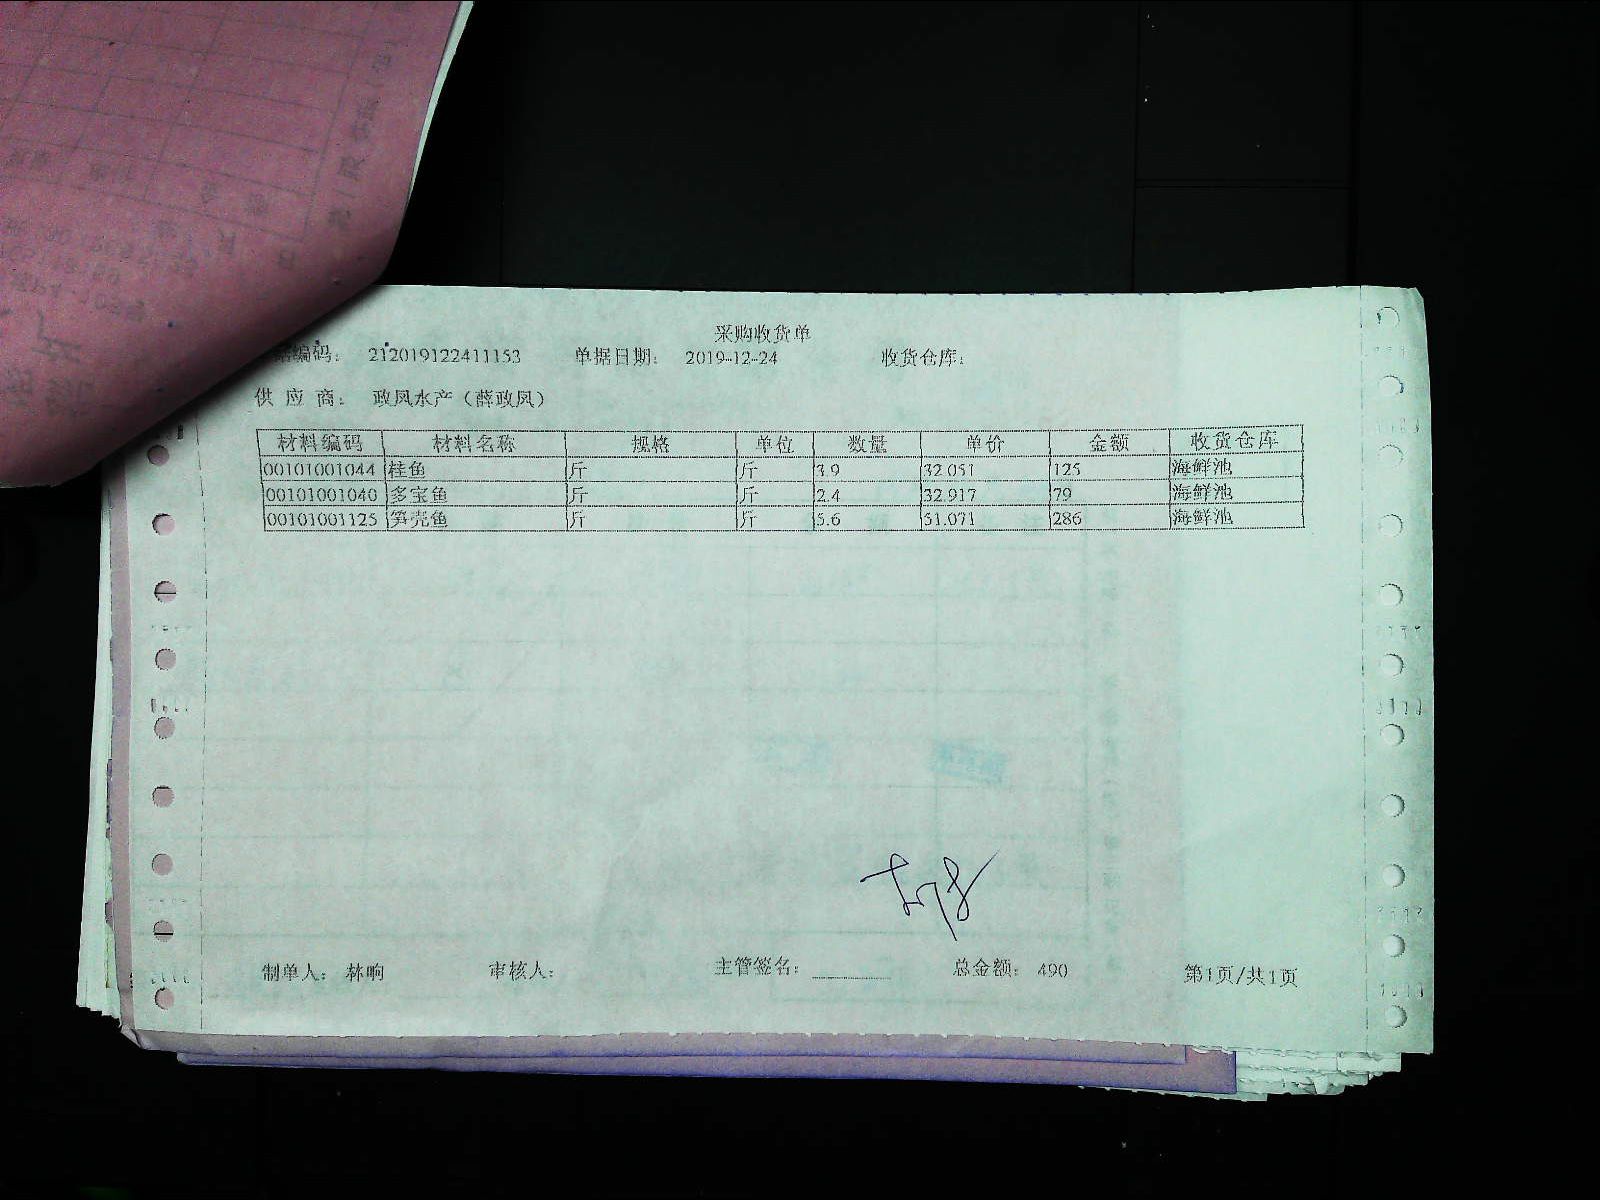 采购收货单
编码： 212019122411153 单据日期： 2019-12-24 收货仓库：
供 应 商： 政凤水产（薛政凤）
材料编码 材料名称 规格 单位 数量 单价 金额 收货仓库
00101001044 桂鱼 斤 斤 3.9 32.051 125 海鲜池
00101001040 多宝鱼 斤 斤 2.4 32.917 79 海鲜池
00101001125 笋壳鱼 斤 斤 5.6 51.071 286 海鲜池
制单人： 林响 审核人： 主管签名： 总金额： 490 第1页/共1页